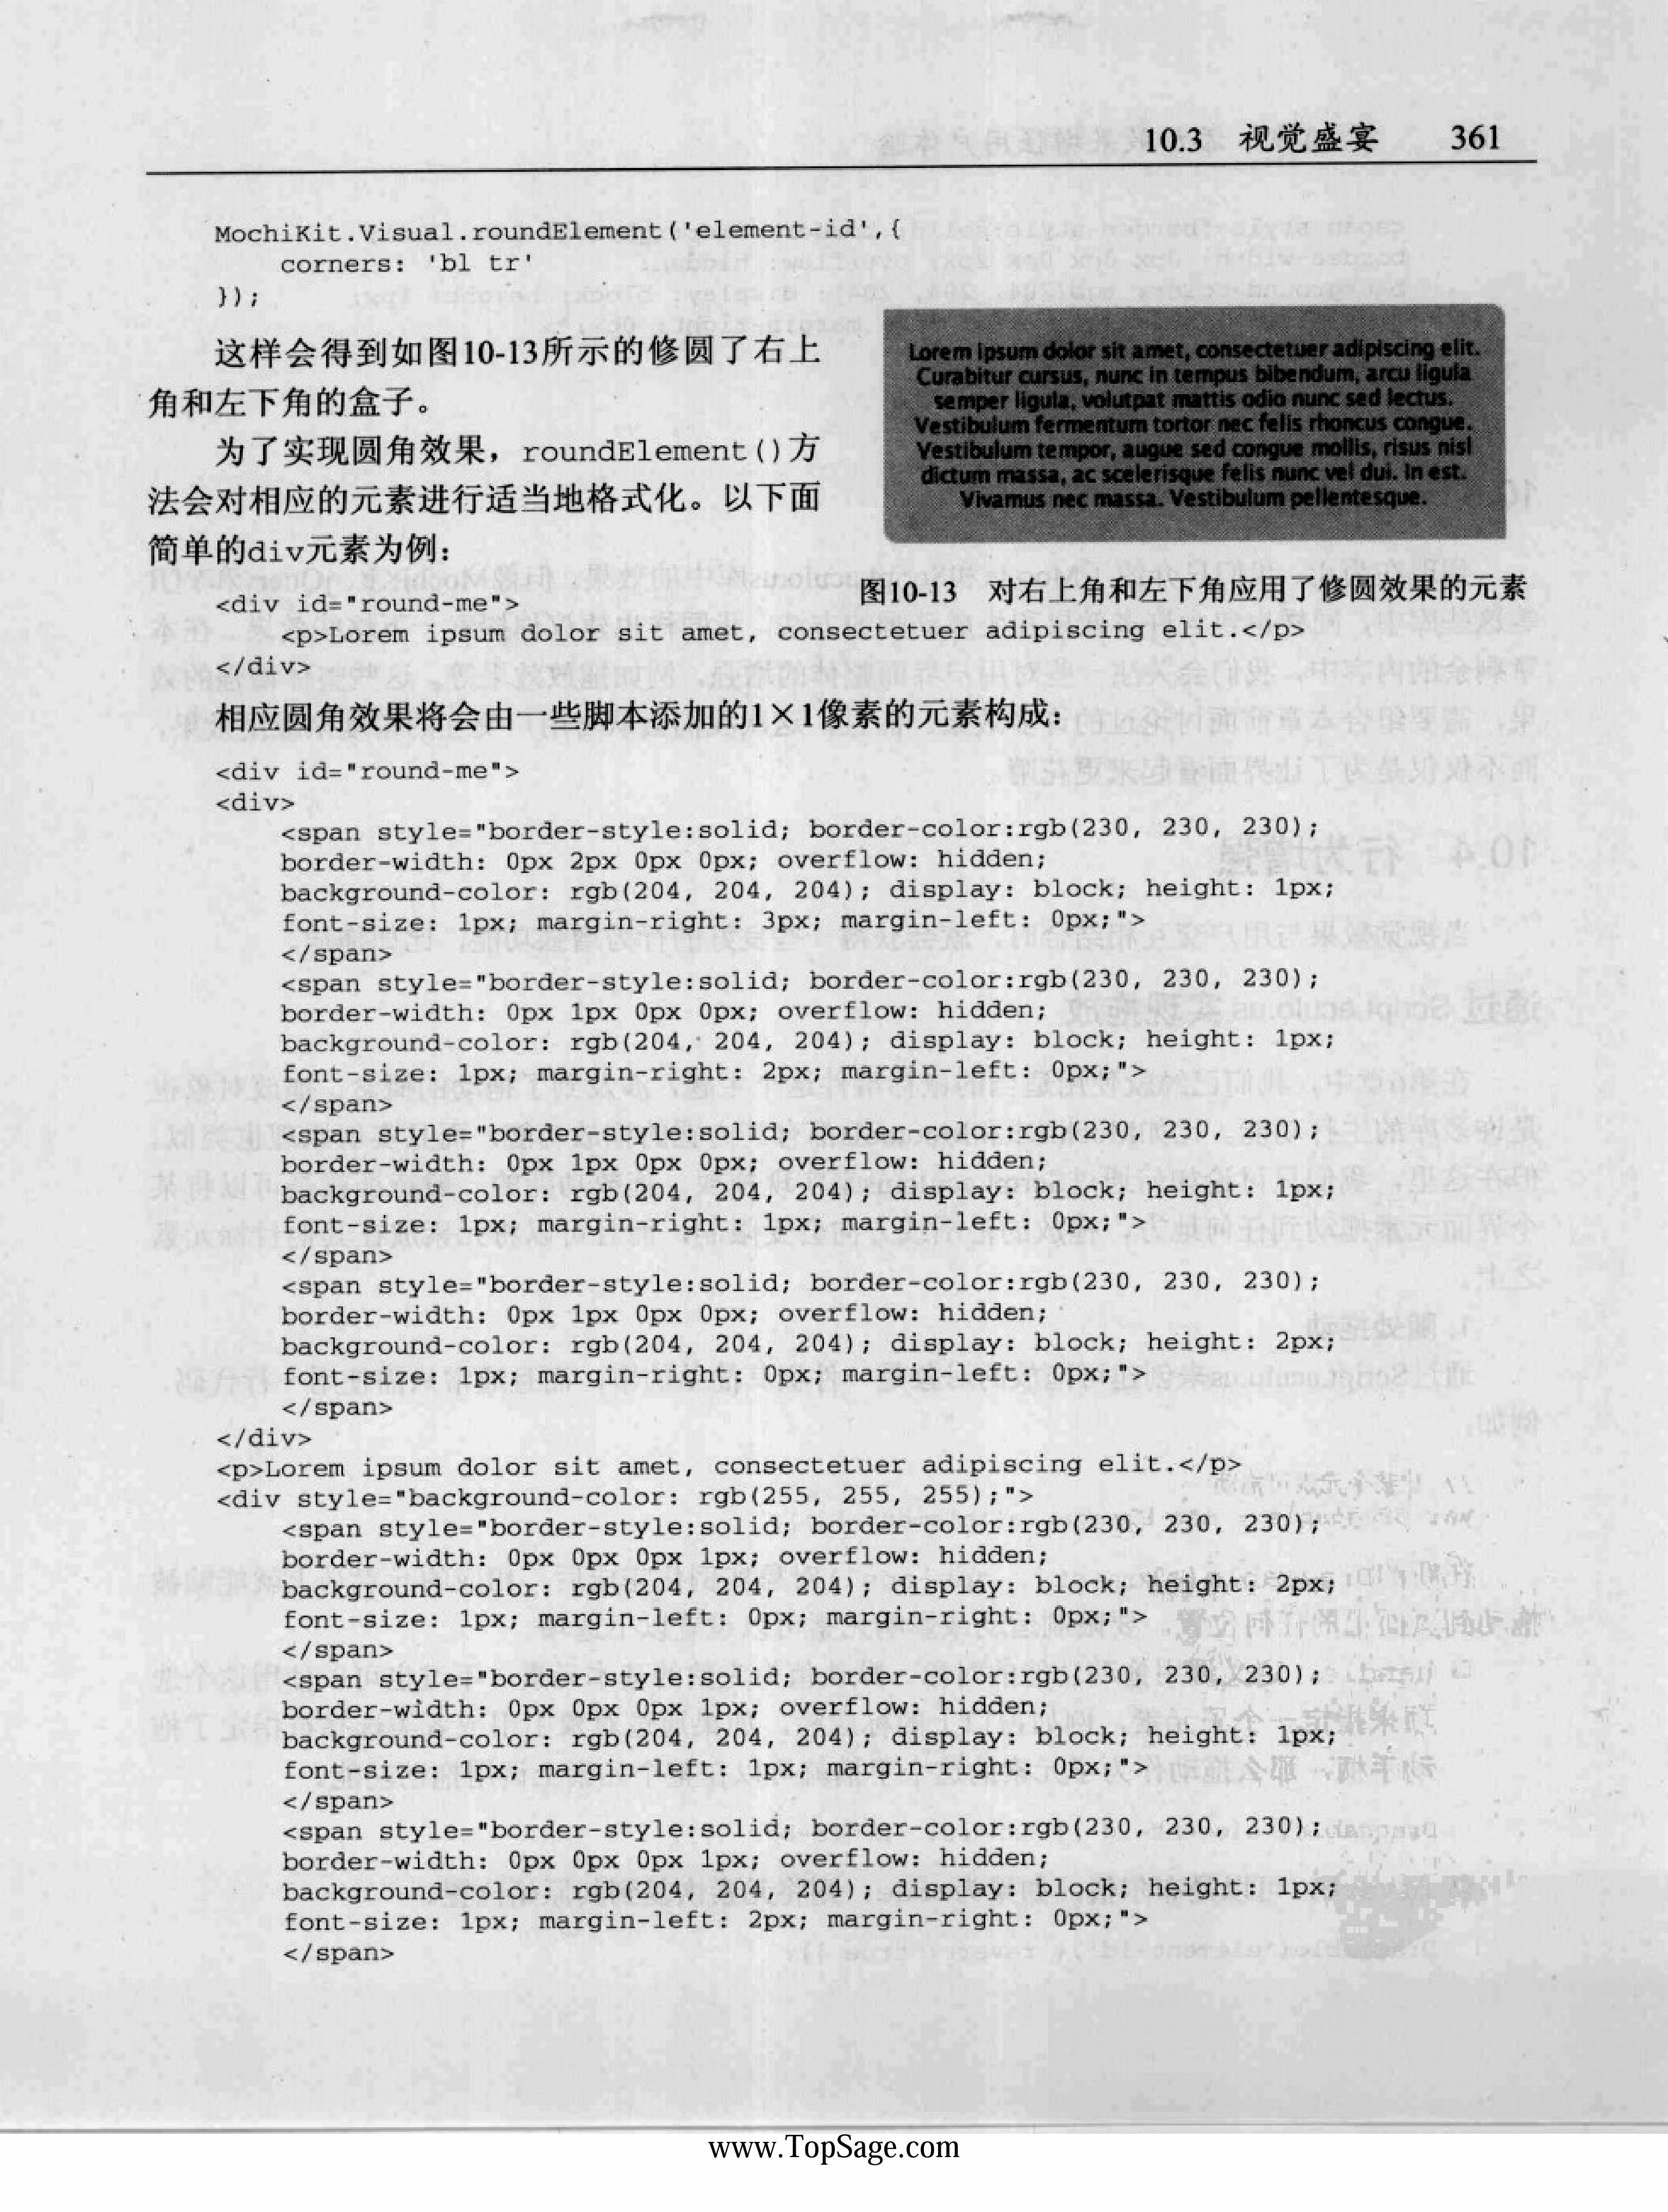 10.3 视觉盛宴 361
MochiKit.Visual.roundElement('element-id',{
corners: 'bl tr'
});
这样会得到如图10-13所示的修圆了右上
角和左下角的盒子。
为了实现圆角效果，roundElement()方
法会对相应的元素进行适当地格式化。以下面
简单的div元素为例：
Lorem ipsum dolor sit amet, consectetuer adipiscing elit.
Curabitur cursus, nunc in tempus bibendum, arcu ligula
semper ligula, volutpat mattis odio nunc sed lectus.
Vestibulum fermentum tortor nec felis rhoncus congue.
Vestibulum tempor, augue sed congue mollis, risus nisl
dictum massa, ac scelerisque felis nunc vel dui. In est.
Vivamus nec massa. Vestibulum pellentesque.
图10-13 对右上角和左下角应用了修圆效果的元素
<div id="round-me">
<p>Lorem ipsum dolor sit amet, consectetuer adipiscing elit.</p>
</div>
相应圆角效果将会由一些脚本添加的1×1像素的元素构成：
<div id="round-me">
<div>
<span style="border-style:solid; border-color:rgb(230, 230, 230);
border-width: 0px 2px 0px 0px; overflow: hidden;
background-color: rgb(204, 204, 204); display: block; height: 1px;
font-size: 1px; margin-right: 3px; margin-left: 0px;">
</span>
<span style="border-style:solid; border-color:rgb(230, 230, 230);
border-width: 0px 1px 0px 0px; overflow: hidden;
background-color: rgb(204, 204, 204); display: block; height: 1px;
font-size: 1px; margin-right: 2px; margin-left: 0px;">
</span>
<span style="border-style:solid; border-color:rgb(230, 230, 230);
border-width: 0px 1px 0px 0px; overflow: hidden;
background-color: rgb(204, 204, 204); display: block; height: 1px;
font-size: 1px; margin-right: 1px; margin-left: 0px;">
</span>
<span style="border-style:solid; border-color:rgb(230, 230, 230);
border-width: 0px 1px 0px 0px; overflow: hidden;
background-color: rgb(204, 204, 204); display: block; height: 2px;
font-size: 1px; margin-right: 0px; margin-left: 0px;">
</span>
</div>
<p>Lorem ipsum dolor sit amet, consectetuer adipiscing elit.</p>
<div style="background-color: rgb(255, 255, 255);">
<span style="border-style:solid; border-color:rgb(230, 230, 230);
border-width: 0px 0px 0px 1px; overflow: hidden;
background-color: rgb(204, 204, 204); display: block; height: 2px;
font-size: 1px; margin-left: 0px; margin-right: 0px;">
</span>
<span style="border-style:solid; border-color:rgb(230, 230, 230);
border-width: 0px 0px 0px 1px; overflow: hidden;
background-color: rgb(204, 204, 204); display: block; height: 1px;
font-size: 1px; margin-left: 1px; margin-right: 0px;">
</span>
<span style="border-style:solid; border-color:rgb(230, 230, 230);
border-width: 0px 0px 0px 1px; overflow: hidden;
background-color: rgb(204, 204, 204); display: block; height: 1px;
font-size: 1px; margin-left: 2px; margin-right: 0px;">
</span>
www.TopSage.com